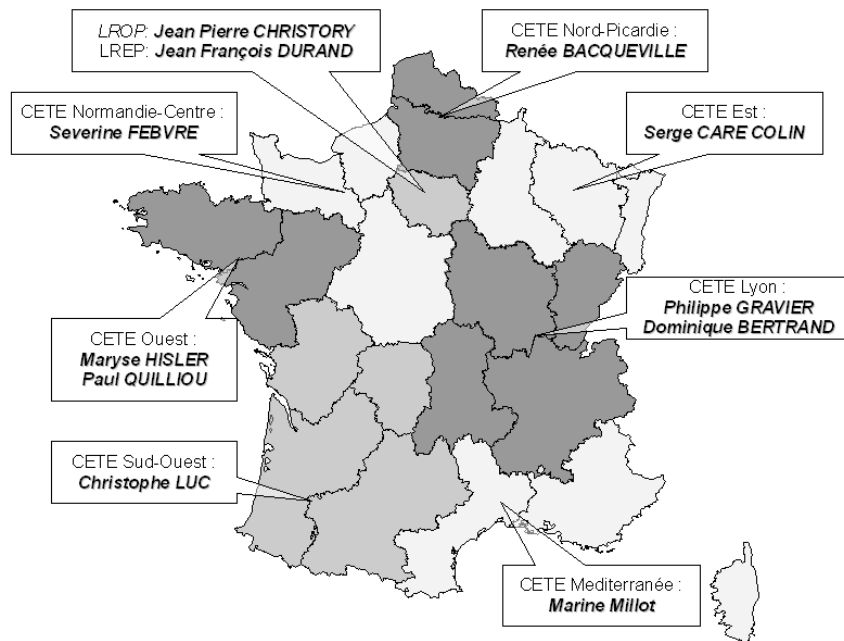 LROP: Jean Pierre CHRISTORY
LREP: Jean François DURAND
CETE Nord-Picardie :
Renée BACQUEVILLE
CETE Normandie-Centre :
Severine FEBVRE
CETE Est :
Serge CARE COLIN
CETE Lyon :
Philippe GRAVIER
Dominique BERTRAND
CETE Ouest :
Maryse HISLER
Paul QUILLIOU
CETE Sud-Ouest :
Christophe LUC
CETE Mediterranée :
Marine Millot